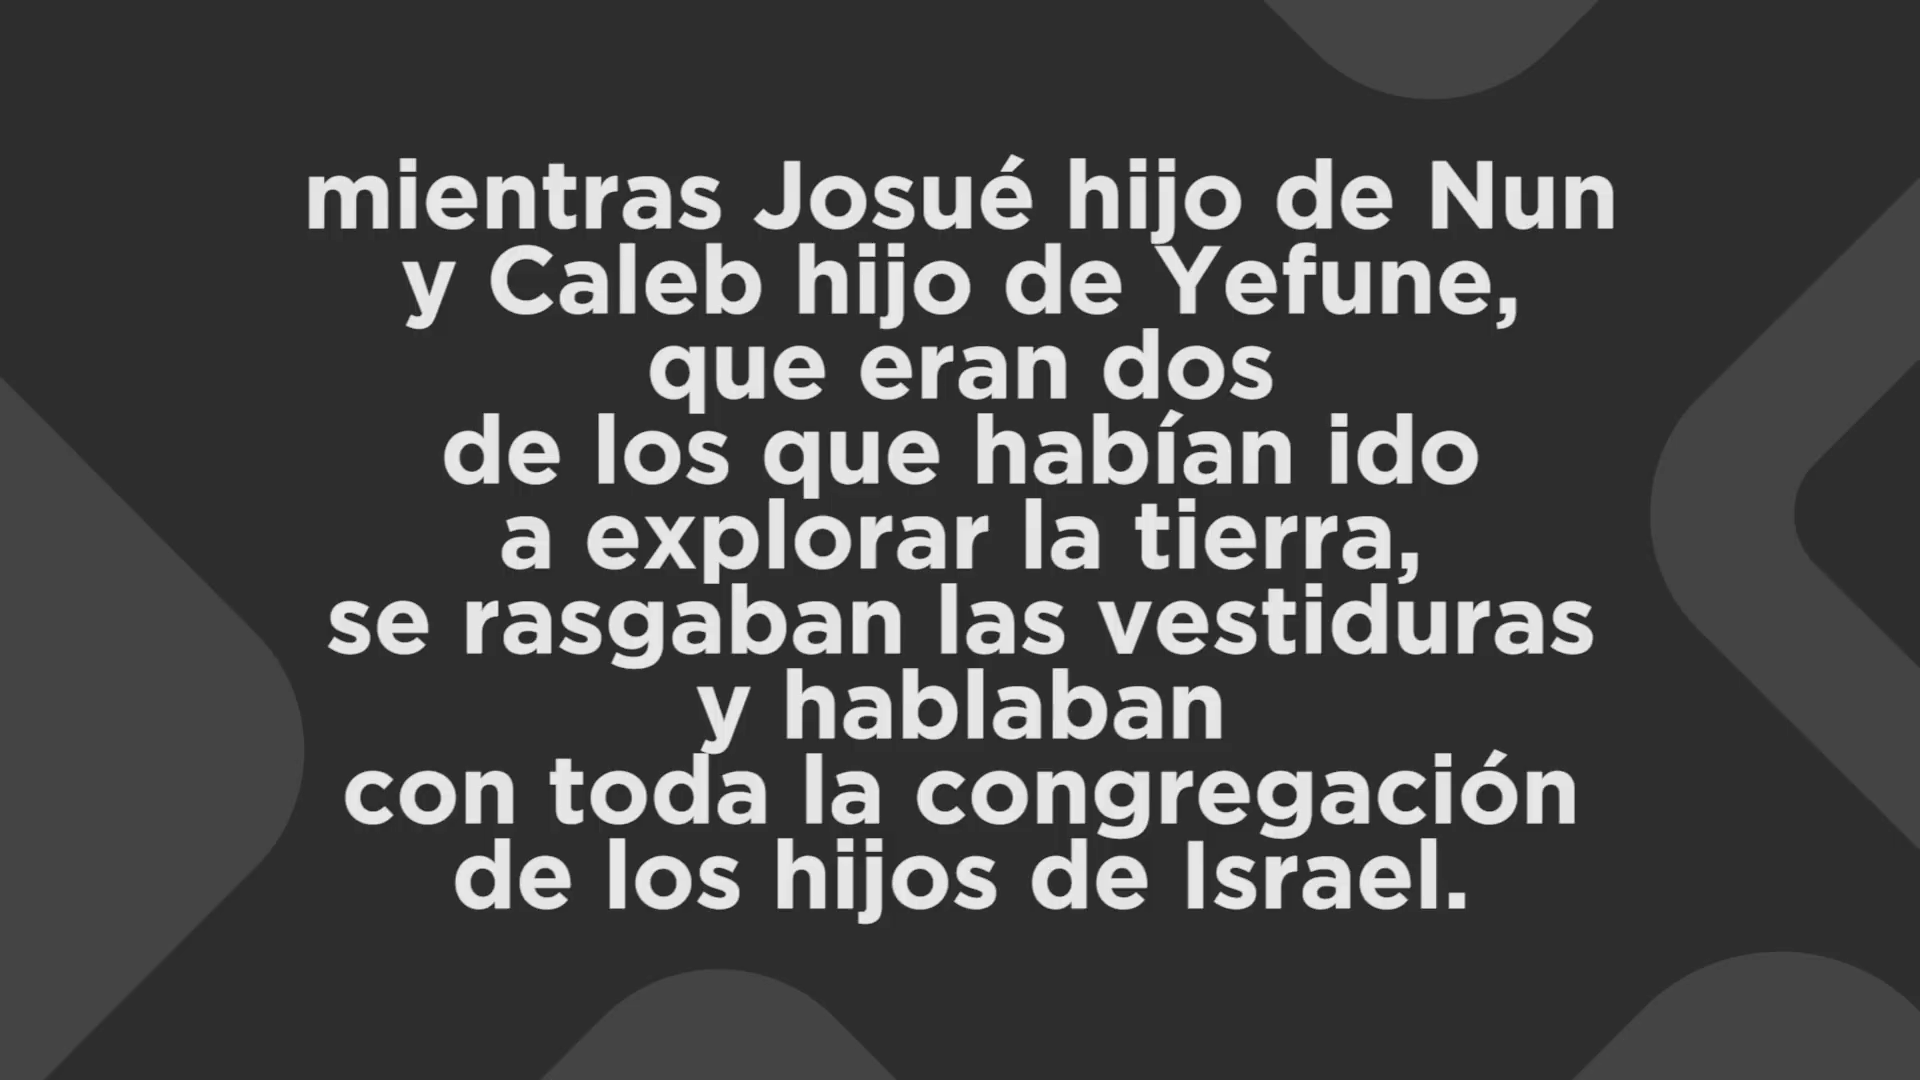 mientras Josué hijo de Nun
y Caleb hijo de Yefune,
que eran dos
de los que habían ido
a explorar la tierra,
se rasgaban las vestiduras
y hablaban
con toda la congregación
de los hijos de Israel.